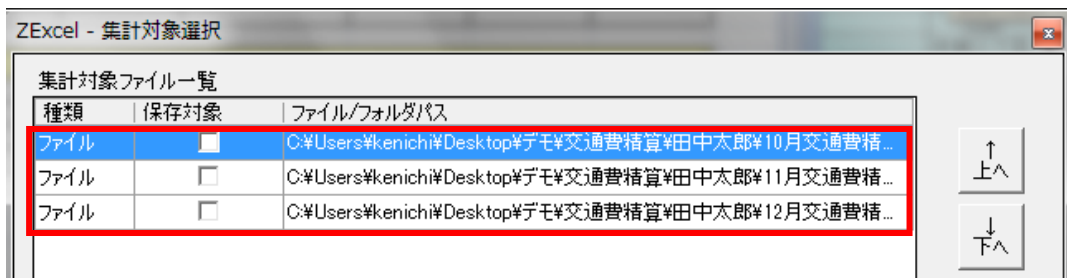 ZExcel - 集計対象選択
集計対象ファイル一覧
種類 保存対象 ファイル/フォルダパス
ファイル C:¥Users¥kenichi¥Desktop¥デモ¥交通費精算¥田中太郎¥10月交通費精...
ファイル C:¥Users¥kenichi¥Desktop¥デモ¥交通費精算¥田中太郎¥11月交通費精...
ファイル C:¥Users¥kenichi¥Desktop¥デモ¥交通費精算¥田中太郎¥12月交通費精...
↑
上へ
↓
下へ